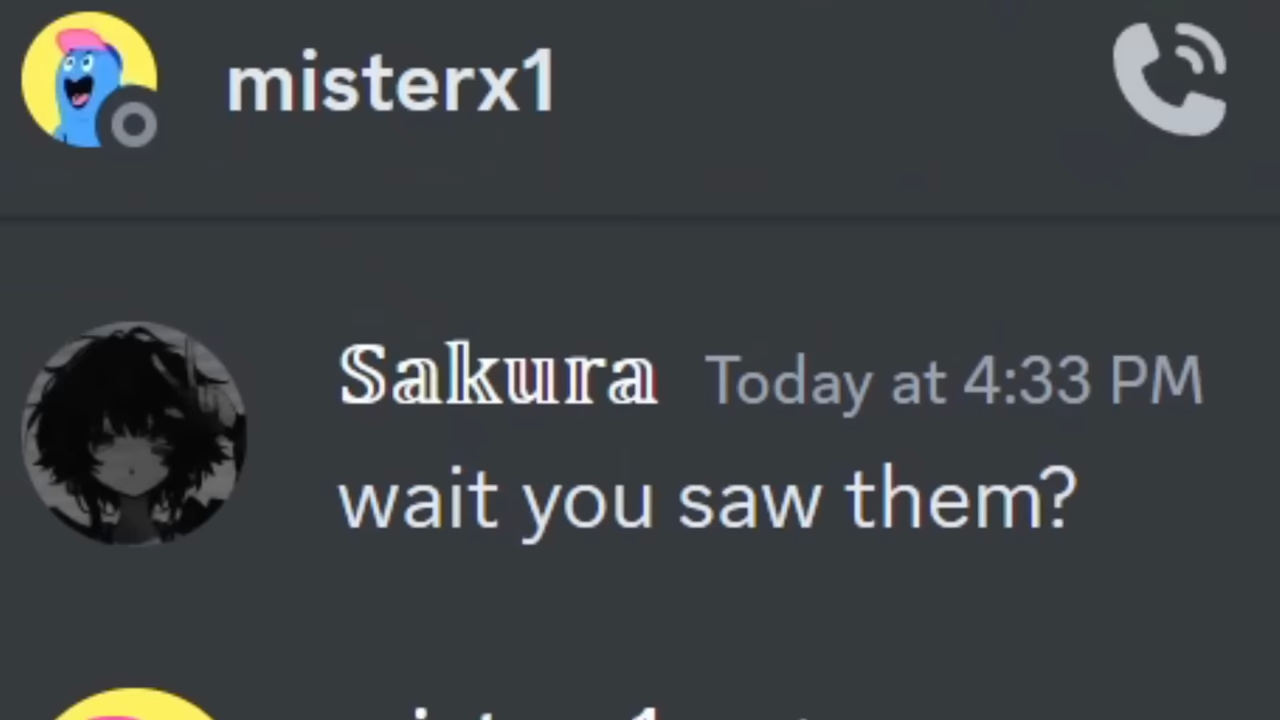 misterx1
𝕊𝕒𝕜𝕦𝕣𝕒 Today at 4:33 PM
wait you saw them?